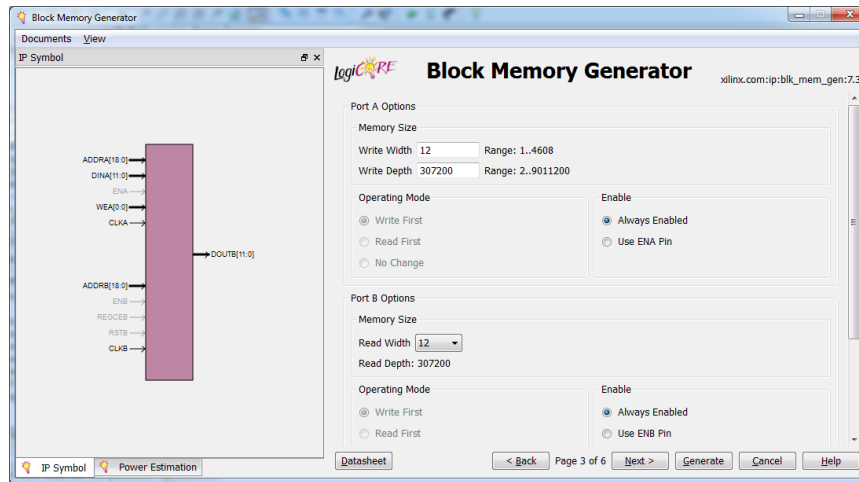 Block Memory Generator
Documents View
IP Symbol
ADDRA[18:0]
DINA[11:0]
ENA
WEA[0:0]
CLKA
DOUTB[11:0]
ADDRB[18:0]
ENB
REGCEB
RSTB
CLKB
IP Symbol Power Estimation
LogiCORE
Block Memory Generator
xilinx.com:ip:blk_mem_gen:7.3
Port A Options
Memory Size
Write Width 12 Range: 1..4608
Write Depth 307200 Range: 2..9011200
Operating Mode
Write First
Read First
No Change
Enable
Always Enabled
Use ENA Pin
Port B Options
Memory Size
Read Width 12
Read Depth: 307200
Operating Mode
Write First
Read First
Enable
Always Enabled
Use ENB Pin
Datasheet < Back Page 3 of 6 Next > Generate Cancel Help